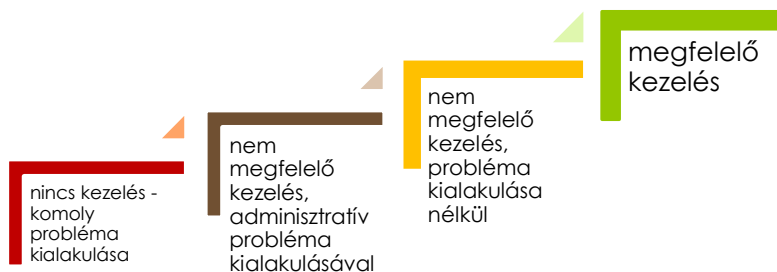 nincs kezelés -
komoly
probléma
kialakulása
nem
megfelelő
kezelés,
adminisztratív
probléma
kialakulásával
nem
megfelelő
kezelés,
probléma
kialakulása
nélkül
megfelelő
kezelés